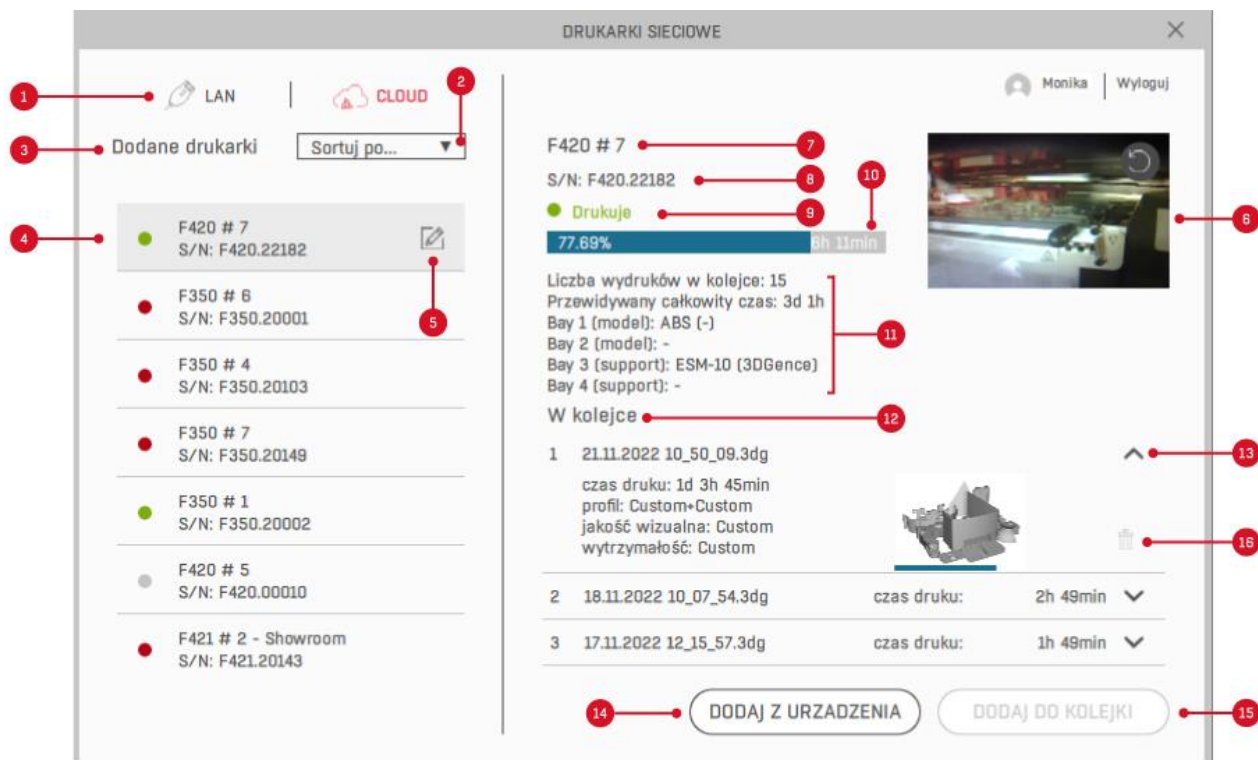 DRUKARKI SIECIOWE
1
LAN
CLOUD
2
Monika
Wyloguj
3
Dodane drukarki
Sortuj po...
4
F420 # 7
S/N: F420.22182
5
F350 # 6
S/N: F350.20001
F350 # 4
S/N: F350.20103
F350 # 7
S/N: F350.20149
F350 # 1
S/N: F350.20002
F420 # 5
S/N: F420.00010
F421 # 2 - Showroom
S/N: F421.20143
F420 # 7
7
S/N: F420.22182
8
10
Drukuje
9
6
77.69%
6h 11min
Liczba wydruków w kolejce: 15
Przewidywany całkowity czas: 3d 1h
Bay 1 (model): ABS (-)
Bay 2 (model): -
Bay 3 (support): ESM-10 (3DGence)
Bay 4 (support): -
11
W kolejce
12
1 21.11.2022 10_50_09.3dg
13
czas druku: 1d 3h 45min
profil: Custom+Custom
jakość wizualna: Custom
wytrzymałość: Custom
16
2 18.11.2022 10_07_54.3dg czas druku: 2h 49min
3 17.11.2022 12_15_57.3dg czas druku: 1h 49min
14
DODAJ Z URZADZENIA
DODAJ DO KOLEJKI
15